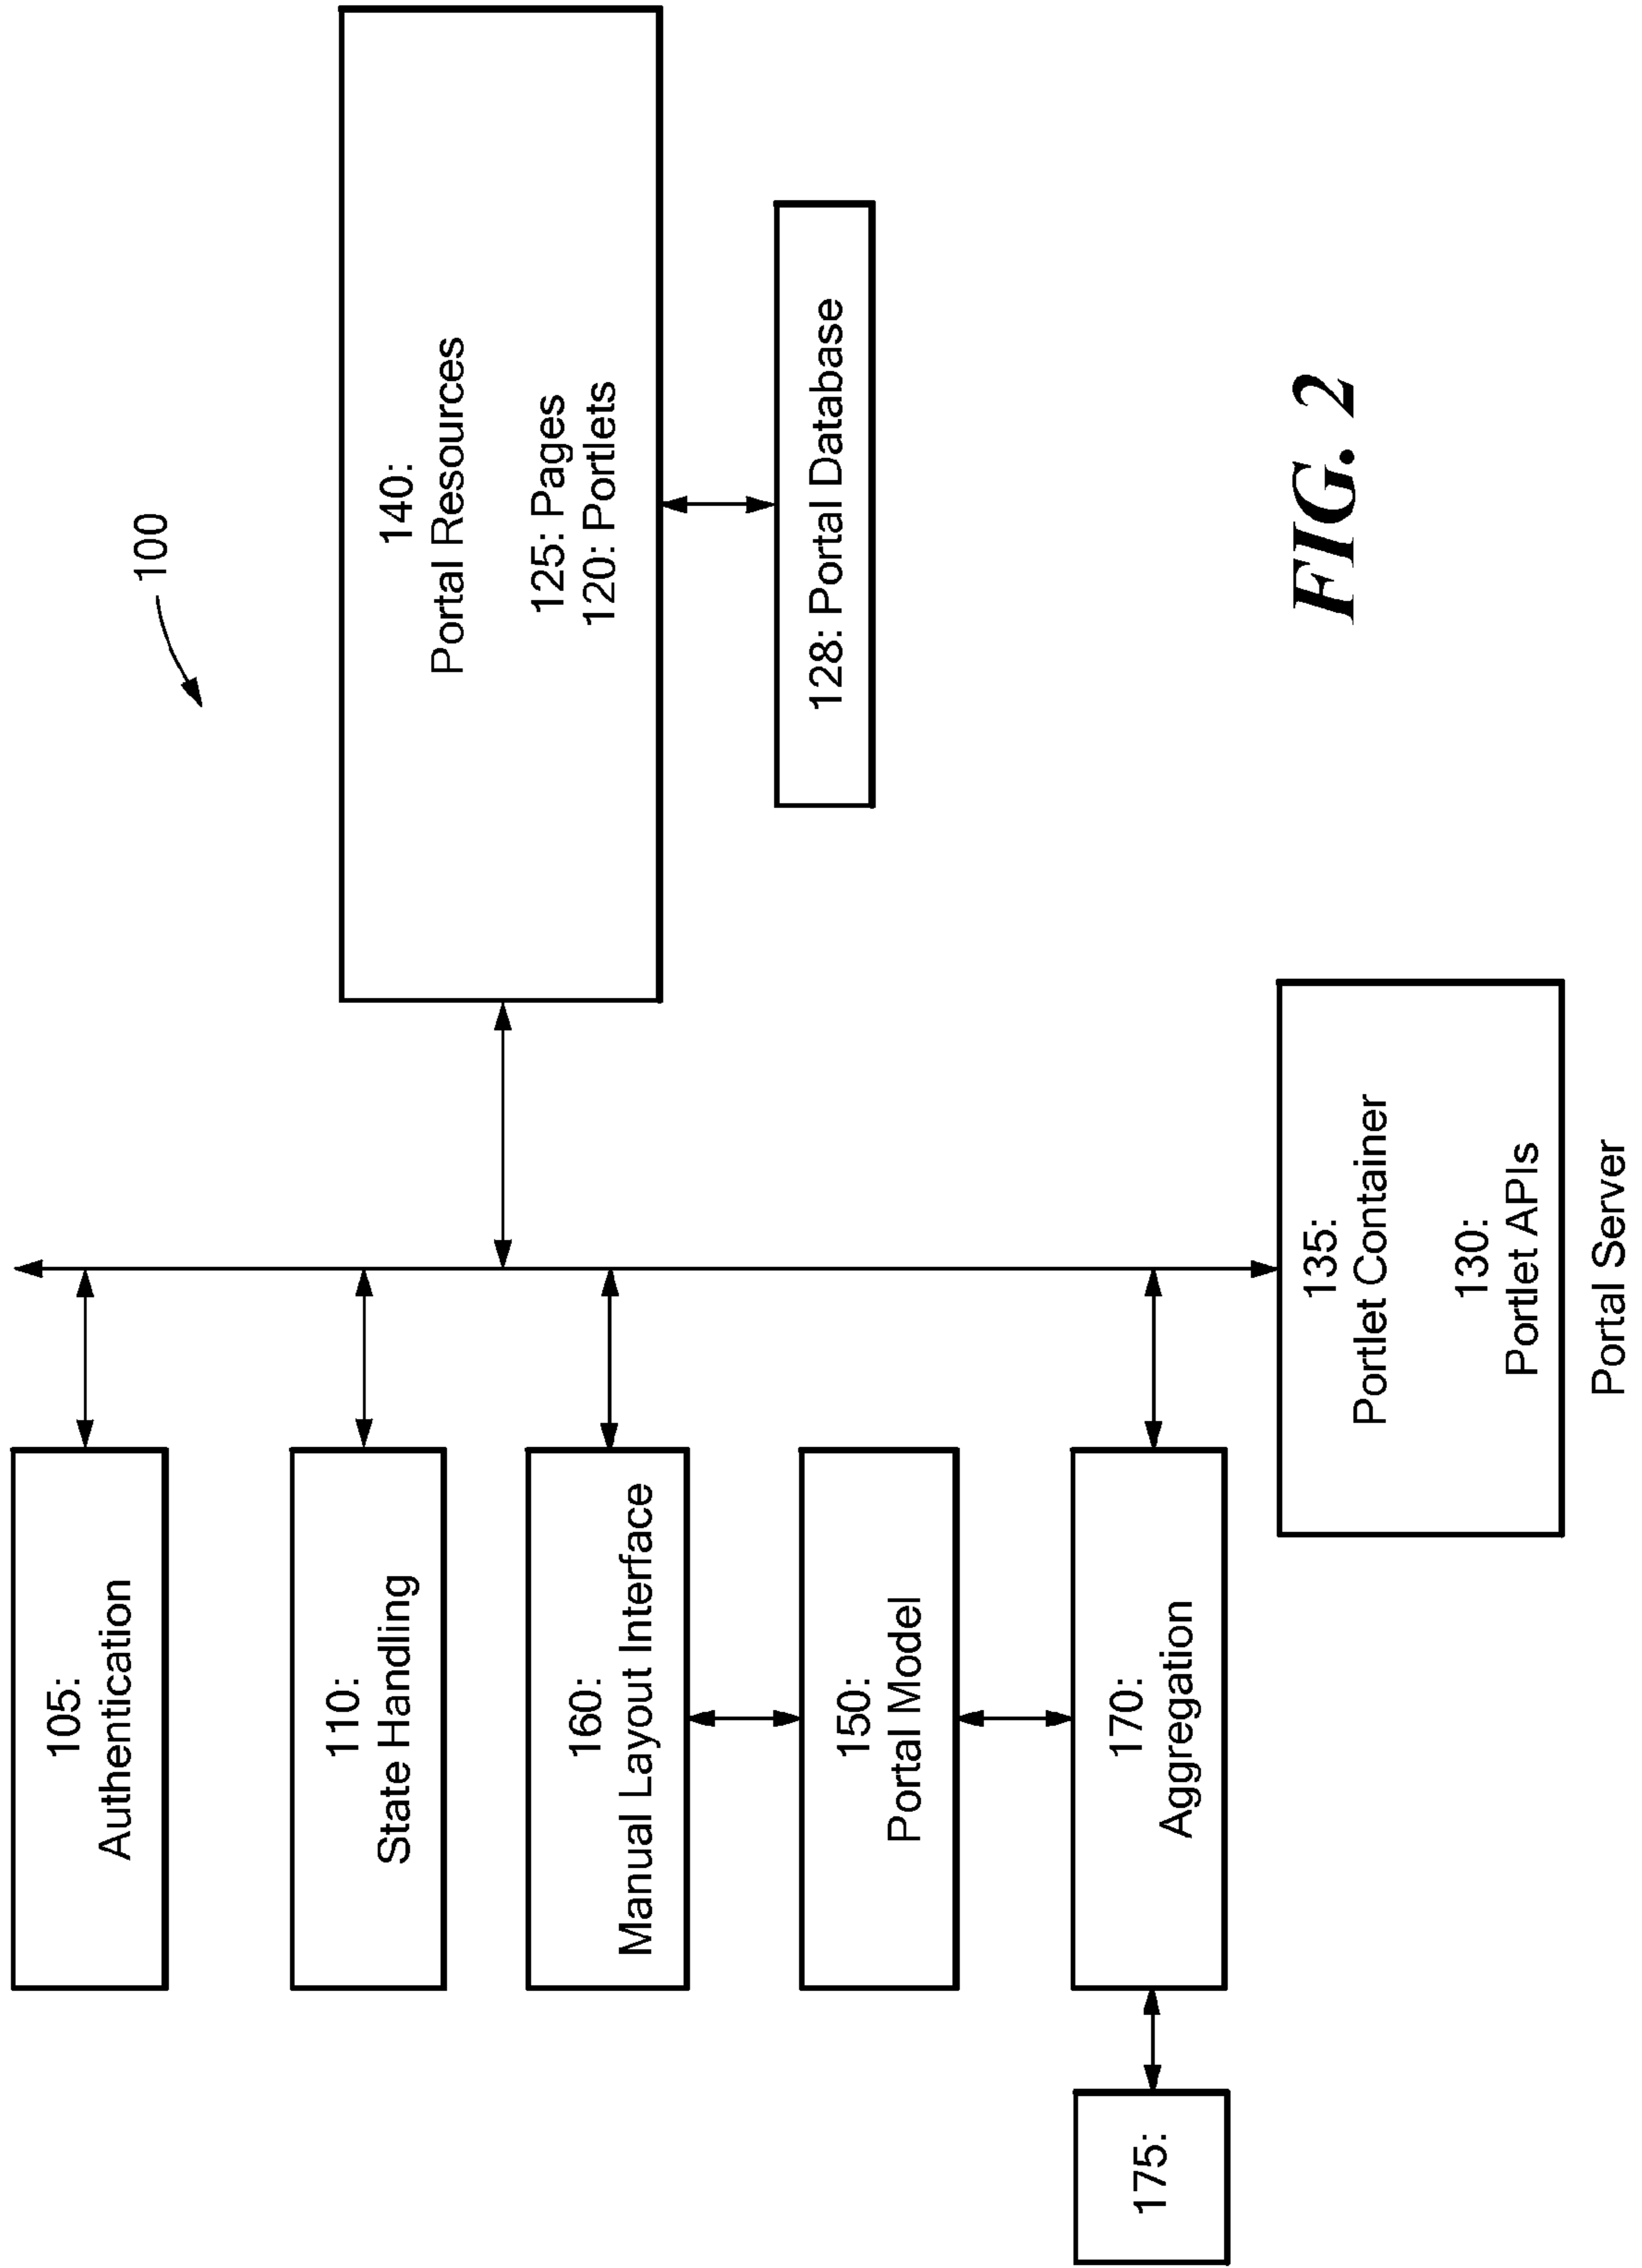 100
105:
Authentication
110:
State Handling
160:
Manual Layout Interface
150:
Portal Model
175:
170:
Aggregation
140:
Portal Resources
125: Pages
120: Portlets
128: Portal Database
135:
Portlet Container
130:
Portlet APIs
Portal Server
FIG. 2